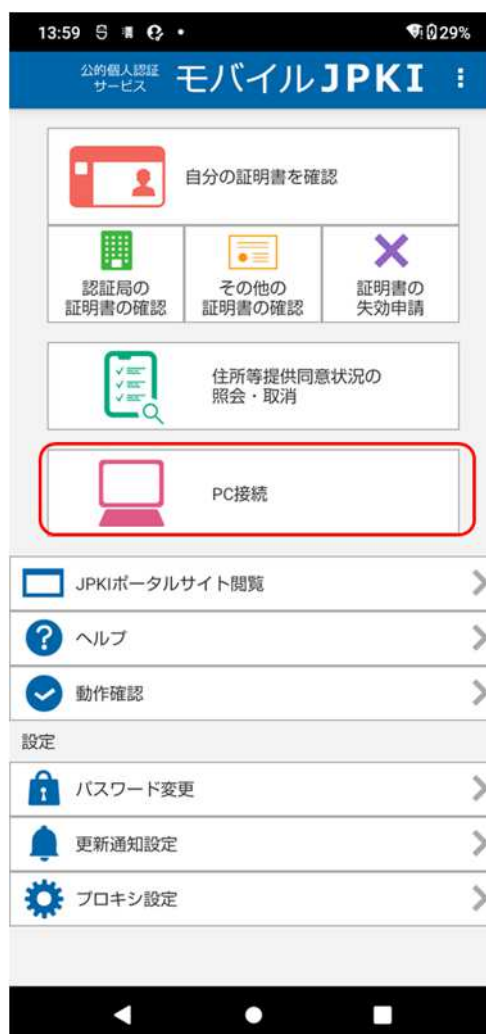 13:59
29%
公的個人認証
サービス
モバイルJPKI
自分の証明書を確認
認証局の
証明書の確認
その他の
証明書の確認
証明書の
失効申請
住所等提供同意状況の
照会・取消
PC接続
JPKIポータルサイト閲覧
ヘルプ
動作確認
設定
パスワード変更
更新通知設定
プロキシ設定